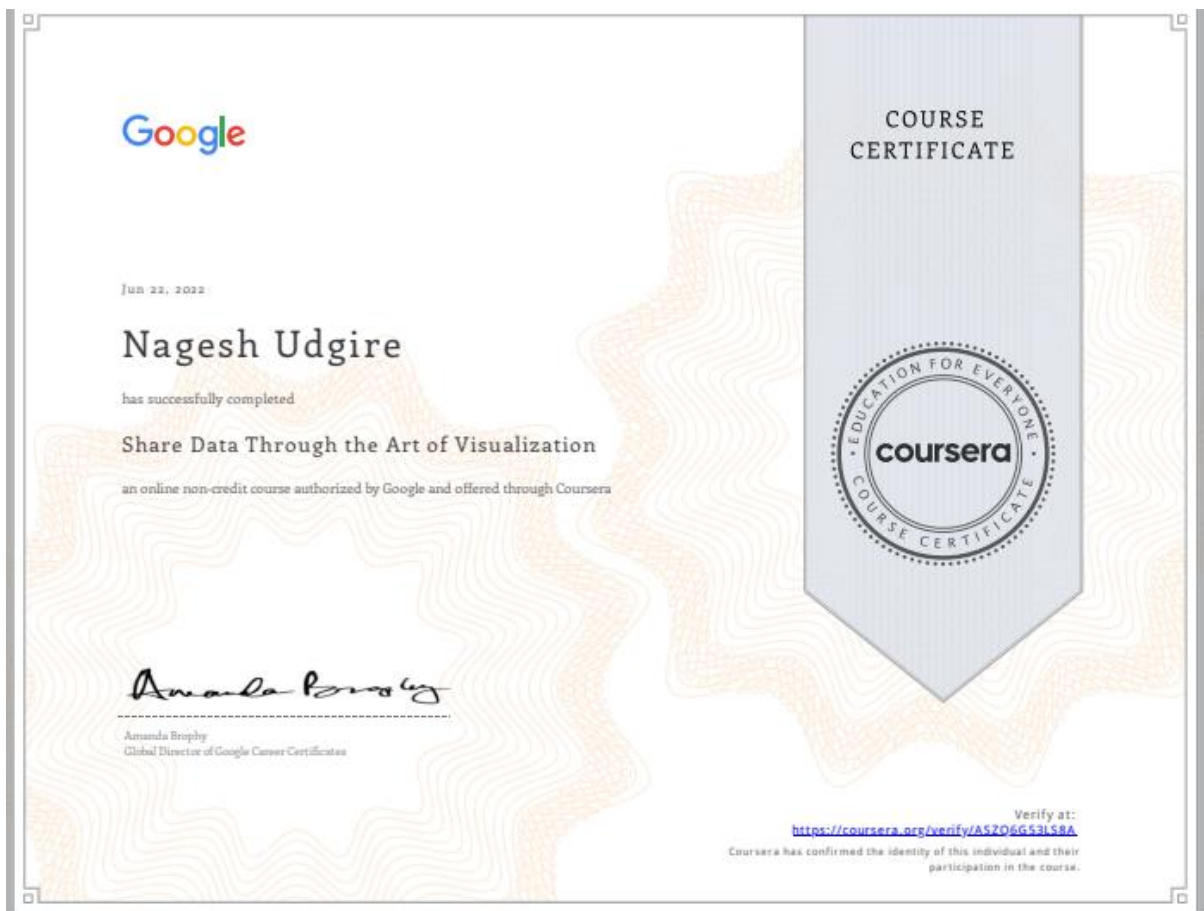 Google
COURSE
CERTIFICATE
Jun 22, 2022
Nagesh Udgire
has successfully completed
Share Data Through the Art of Visualization
an online non-credit course authorized by Google and offered through Coursera
EDUCATION FOR EVERYONE
coursera
COURSE CERTIFICATE
Amanda Brophy
Amanda Brophy
Global Director of Google Career Certificates
Verify at:
https://coursera.org/verify/ASZQ6G53LS8A
Coursera has confirmed the identity of this individual and their
participation in the course.